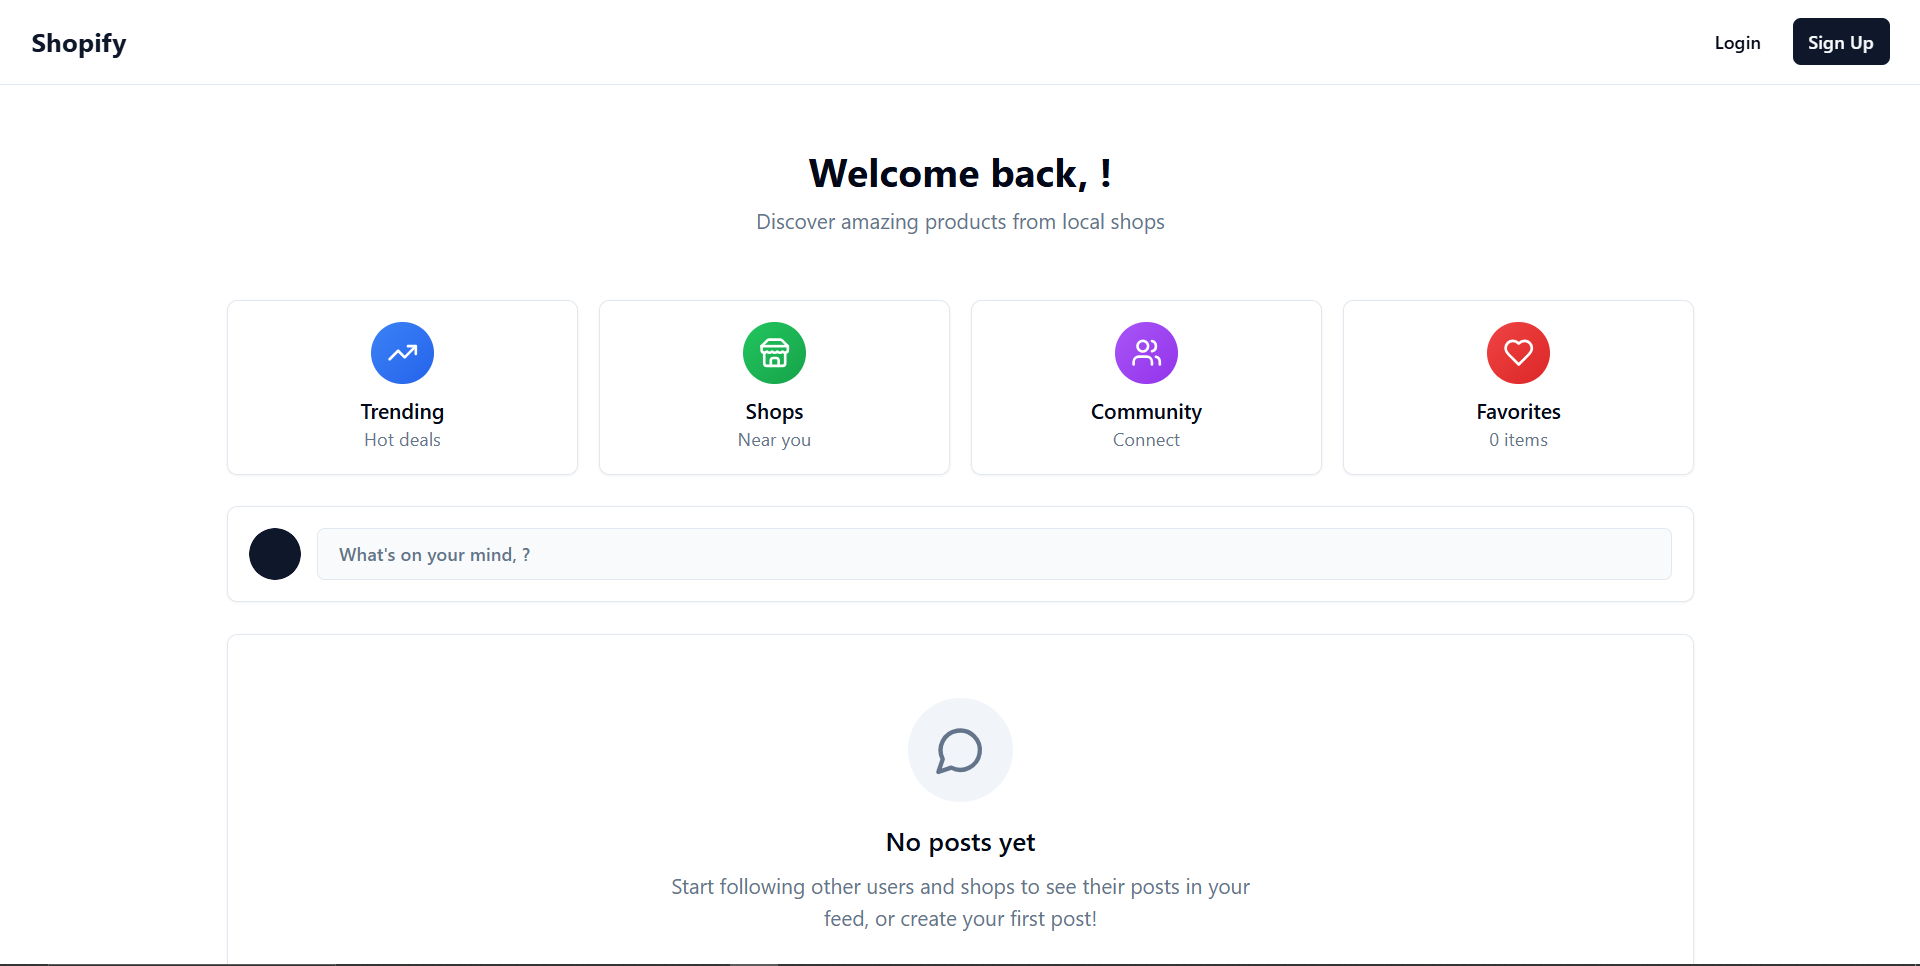 Shopify
Login
Sign Up
Welcome back, !
Discover amazing products from local shops
Trending
Hot deals
Shops
Near you
Community
Connect
Favorites
0 items
What's on your mind, ?
No posts yet
Start following other users and shops to see their posts in your
feed, or create your first post!